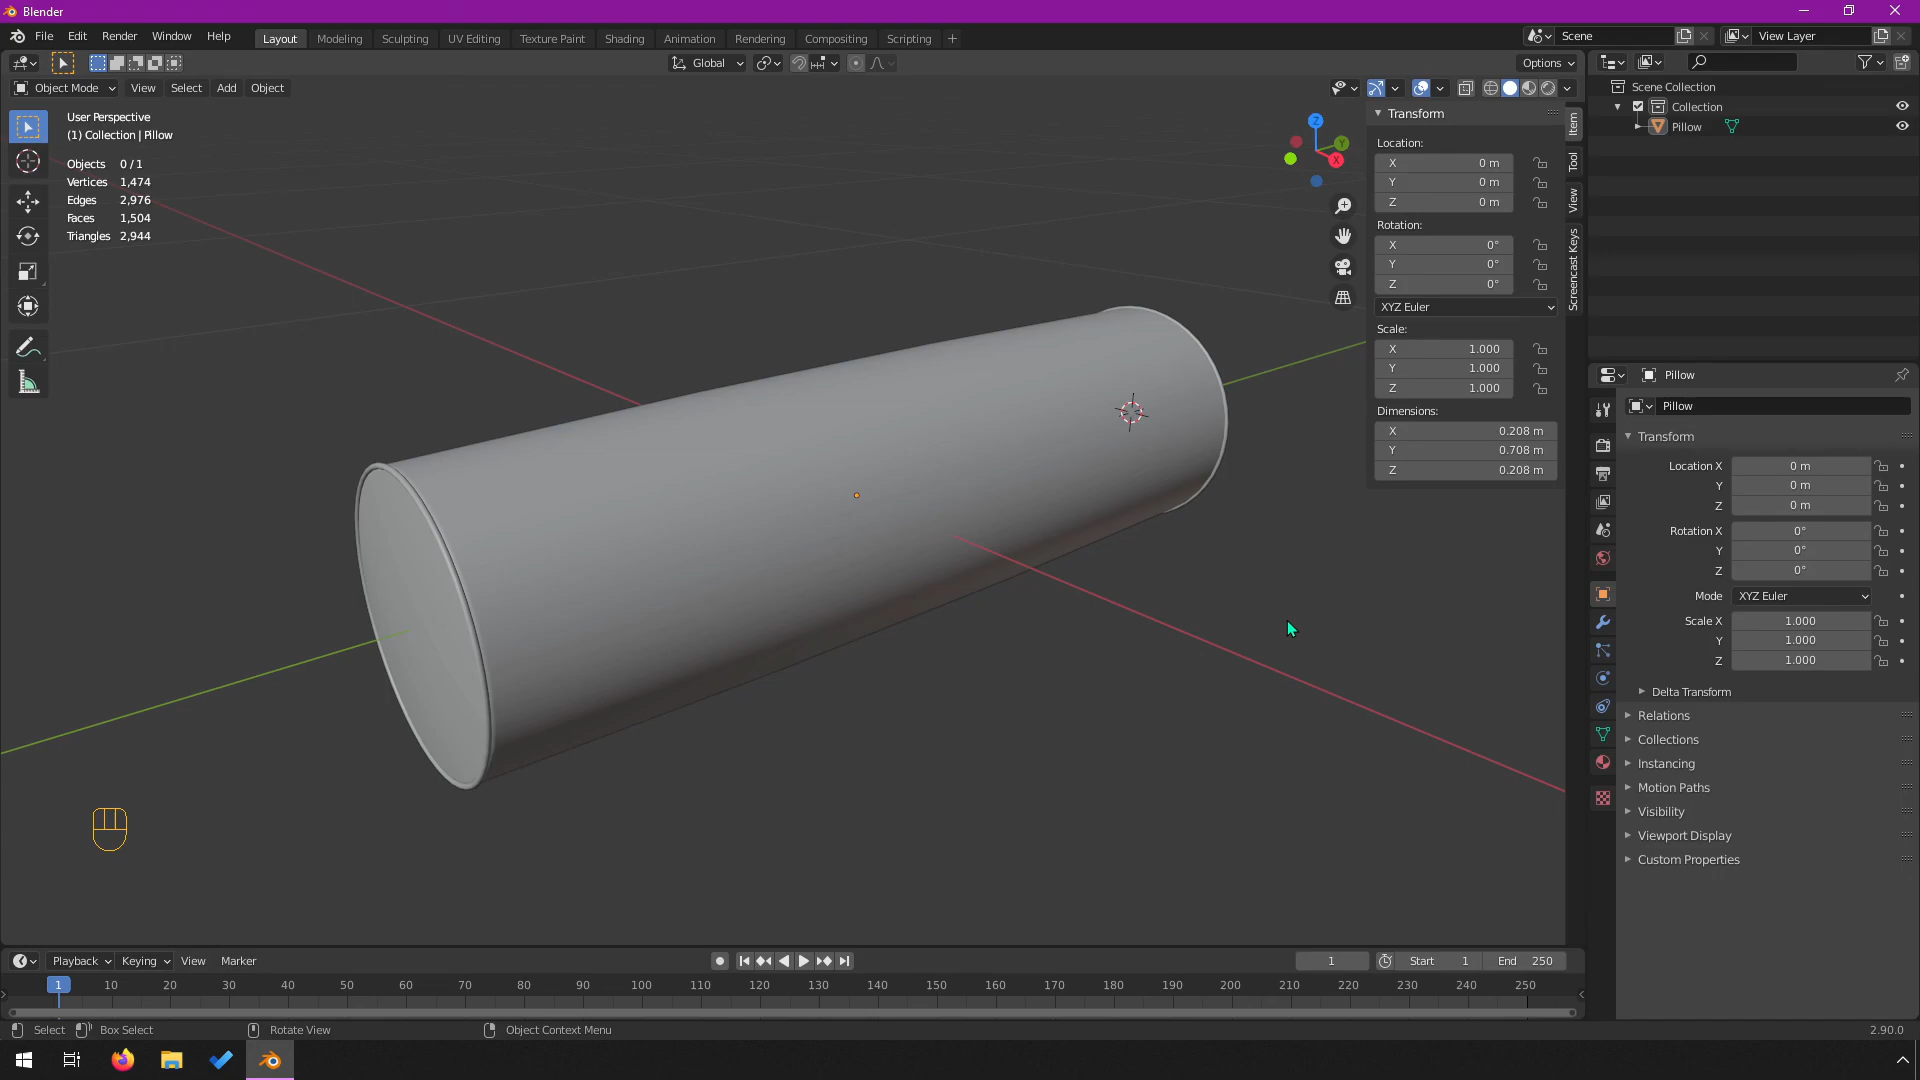 Blender
File Edit Render Window Help
Layout Modeling Sculpting UV Editing Texture Paint Shading Animation Rendering Compositing Scripting
Scene View Layer
Global Options
Object Mode View Select Add Object
User Perspective
(1) Collection | Pillow
Objects 0 / 1
Vertices 1,474
Edges 2,976
Faces 1,504
Triangles 2,944
Z
Y
X
Transform
Location:
X 0 m
Y 0 m
Z 0 m
Rotation:
X 0°
Y 0°
Z 0°
XYZ Euler
Scale:
X 1.000
Y 1.000
Z 1.000
Dimensions:
X 0.208 m
Y 0.708 m
Z 0.208 m
Item
Tool
View
Screencast Keys
Scene Collection
Collection
Pillow
Pillow
Pillow
Transform
Location X 0 m
Y 0 m
Z 0 m
Rotation X 0°
Y 0°
Z 0°
Mode XYZ Euler
Scale X 1.000
Y 1.000
Z 1.000
Delta Transform
Relations
Collections
Instancing
Motion Paths
Visibility
Viewport Display
Custom Properties
Playback Keying View Marker 1 Start 1 End 250
1 10 20 30 40 50 60 70 80 90 100 110 120 130 140 150 160 170 180 190 200 210 220 230 240 250
Select Box Select Rotate View Object Context Menu 2.90.0